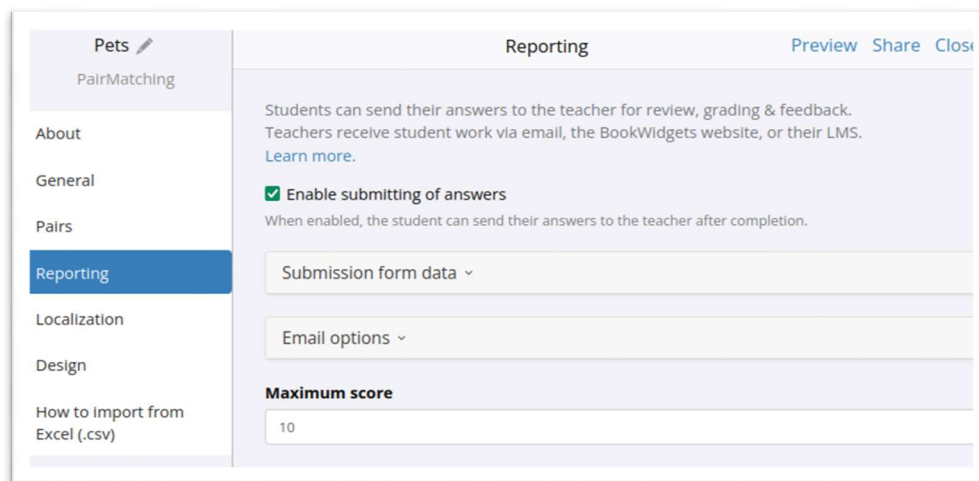 Pets
PairMatching
About
General
Pairs
Reporting
Localization
Design
How to import from
Excel (.csv)
Reporting
Preview Share Close
Students can send their answers to the teacher for review, grading & feedback.
Teachers receive student work via email, the BookWidgets website, or their LMS.
Learn more.
Enable submitting of answers
When enabled, the student can send their answers to the teacher after completion.
Submission form data
Email options
Maximum score
10